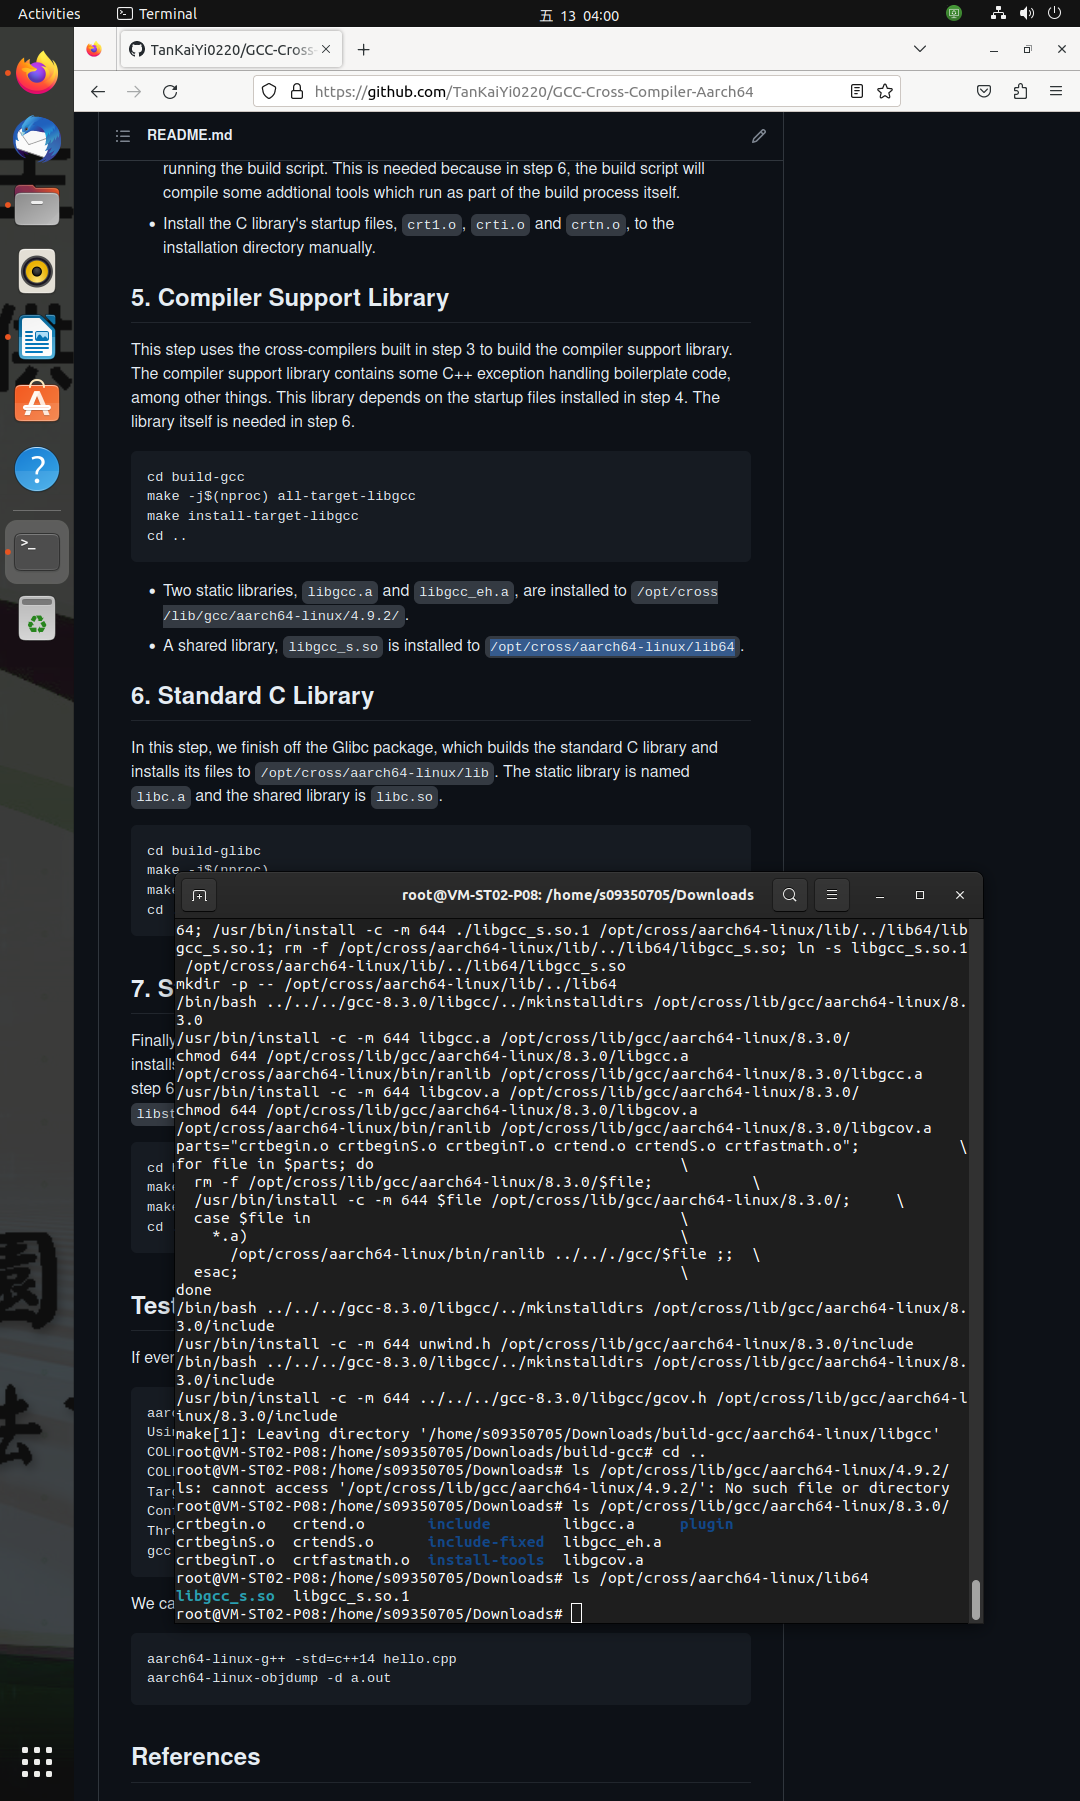 Activities
Terminal
五 13 04:00
TanKaiYi0220/GCC-Cross-
https://github.com/TanKaiYi0220/GCC-Cross-Compiler-Aarch64
README.md
running the build script. This is needed because in step 6, the build script will
compile some addtional tools which run as part of the build process itself.
Install the C library's startup files, crt1.o, crti.o and crtn.o, to the
installation directory manually.
5. Compiler Support Library
This step uses the cross-compilers built in step 3 to build the compiler support library.
The compiler support library contains some C++ exception handling boilerplate code,
among other things. This library depends on the startup files installed in step 4. The
library itself is needed in step 6.
cd build-gcc
make -j$(nproc) all-target-libgcc
make install-target-libgcc
cd ..
Two static libraries, libgcc.a and libgcc_eh.a, are installed to /opt/cross
/lib/gcc/aarch64-linux/4.9.2/.
A shared library, libgcc_s.so is installed to /opt/cross/aarch64-linux/lib64.
6. Standard C Library
In this step, we finish off the Glibc package, which builds the standard C library and
installs its files to /opt/cross/aarch64-linux/lib. The static library is named
libc.a and the shared library is libc.so.
cd build-glibc
make -j$(nproc)
make
cd
7. S
Finally
installs
step 6
libst
cd
make
make
cd
Test
If ever
aarc
Usin
COLL
COLL
Targ
Conf
Thre
gcc
We ca
aarch64-linux-g++ -std=c++14 hello.cpp
aarch64-linux-objdump -d a.out
References
root@VM-ST02-P08: /home/s09350705/Downloads
64; /usr/bin/install -c -m 644 ./libgcc_s.so.1 /opt/cross/aarch64-linux/lib/../lib64/lib
gcc_s.so.1; rm -f /opt/cross/aarch64-linux/lib/../lib64/libgcc_s.so; ln -s libgcc_s.so.1
/opt/cross/aarch64-linux/lib/../lib64/libgcc_s.so
mkdir -p -- /opt/cross/aarch64-linux/lib/../lib64
/bin/bash ../../../gcc-8.3.0/libgcc/../mkinstalldirs /opt/cross/lib/gcc/aarch64-linux/8.
3.0
/usr/bin/install -c -m 644 libgcc.a /opt/cross/lib/gcc/aarch64-linux/8.3.0/
chmod 644 /opt/cross/lib/gcc/aarch64-linux/8.3.0/libgcc.a
/opt/cross/aarch64-linux/bin/ranlib /opt/cross/lib/gcc/aarch64-linux/8.3.0/libgcc.a
/usr/bin/install -c -m 644 libgcov.a /opt/cross/lib/gcc/aarch64-linux/8.3.0/
chmod 644 /opt/cross/lib/gcc/aarch64-linux/8.3.0/libgcov.a
/opt/cross/aarch64-linux/bin/ranlib /opt/cross/lib/gcc/aarch64-linux/8.3.0/libgcov.a
parts="crtbegin.o crtbeginS.o crtbeginT.o crtend.o crtendS.o crtfastmath.o"; \
for file in $parts; do \
rm -f /opt/cross/lib/gcc/aarch64-linux/8.3.0/$file; \
/usr/bin/install -c -m 644 $file /opt/cross/lib/gcc/aarch64-linux/8.3.0/; \
case $file in \
*.a) \
/opt/cross/aarch64-linux/bin/ranlib ../.././gcc/$file ;; \
esac; \
done
/bin/bash ../../../gcc-8.3.0/libgcc/../mkinstalldirs /opt/cross/lib/gcc/aarch64-linux/8.
3.0/include
/usr/bin/install -c -m 644 unwind.h /opt/cross/lib/gcc/aarch64-linux/8.3.0/include
/bin/bash ../../../gcc-8.3.0/libgcc/../mkinstalldirs /opt/cross/lib/gcc/aarch64-linux/8.
3.0/include
/usr/bin/install -c -m 644 ../../../gcc-8.3.0/libgcc/gcov.h /opt/cross/lib/gcc/aarch64-l
inux/8.3.0/include
make[1]: Leaving directory '/home/s09350705/Downloads/build-gcc/aarch64-linux/libgcc'
root@VM-ST02-P08:/home/s09350705/Downloads/build-gcc# cd ..
root@VM-ST02-P08:/home/s09350705/Downloads# ls /opt/cross/lib/gcc/aarch64-linux/4.9.2/
ls: cannot access '/opt/cross/lib/gcc/aarch64-linux/4.9.2/': No such file or directory
root@VM-ST02-P08:/home/s09350705/Downloads# ls /opt/cross/lib/gcc/aarch64-linux/8.3.0/
crtbegin.o crtend.o include libgcc.a plugin
crtbeginS.o crtendS.o include-fixed libgcc_eh.a
crtbeginT.o crtfastmath.o install-tools libgcov.a
root@VM-ST02-P08:/home/s09350705/Downloads# ls /opt/cross/aarch64-linux/lib64
libgcc_s.so libgcc_s.so.1
root@VM-ST02-P08:/home/s09350705/Downloads#